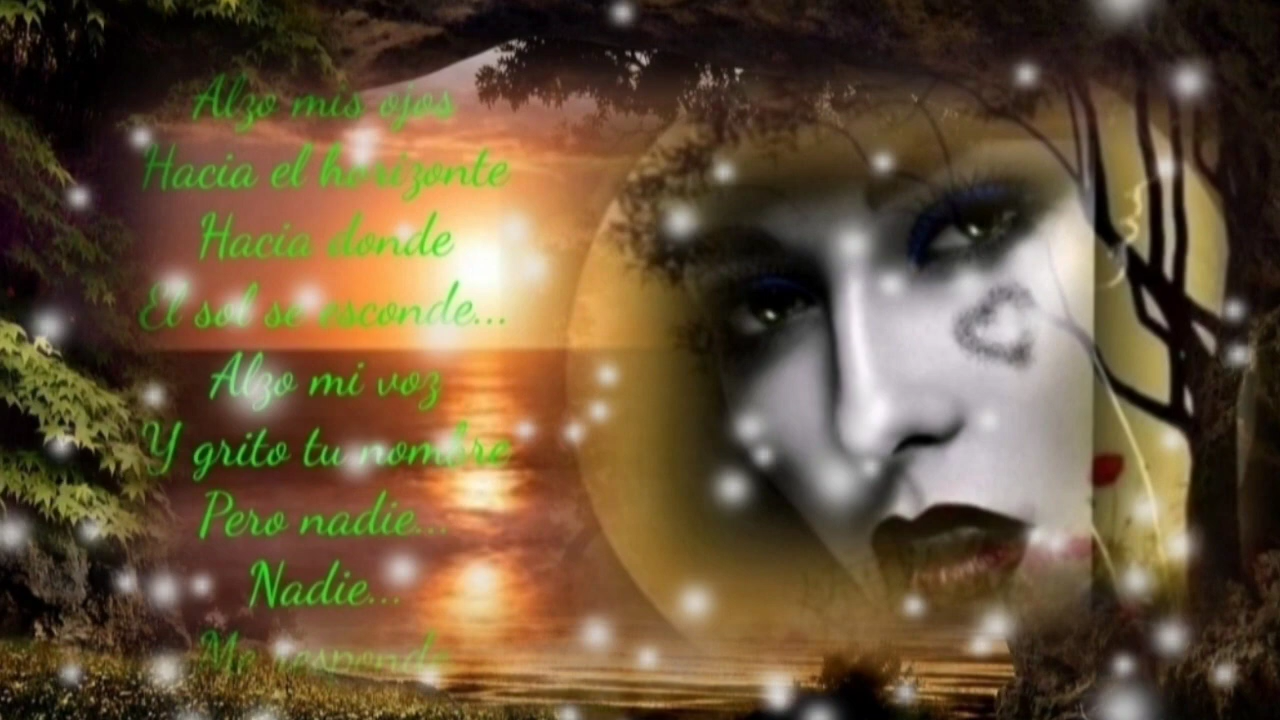 Alzo mis ojos
Hacia el horizonte
Hacia donde
El sol se esconde...
Alzo mi voz
Y grito tu nombre
Pero nadie...
Nadie...
Me responde